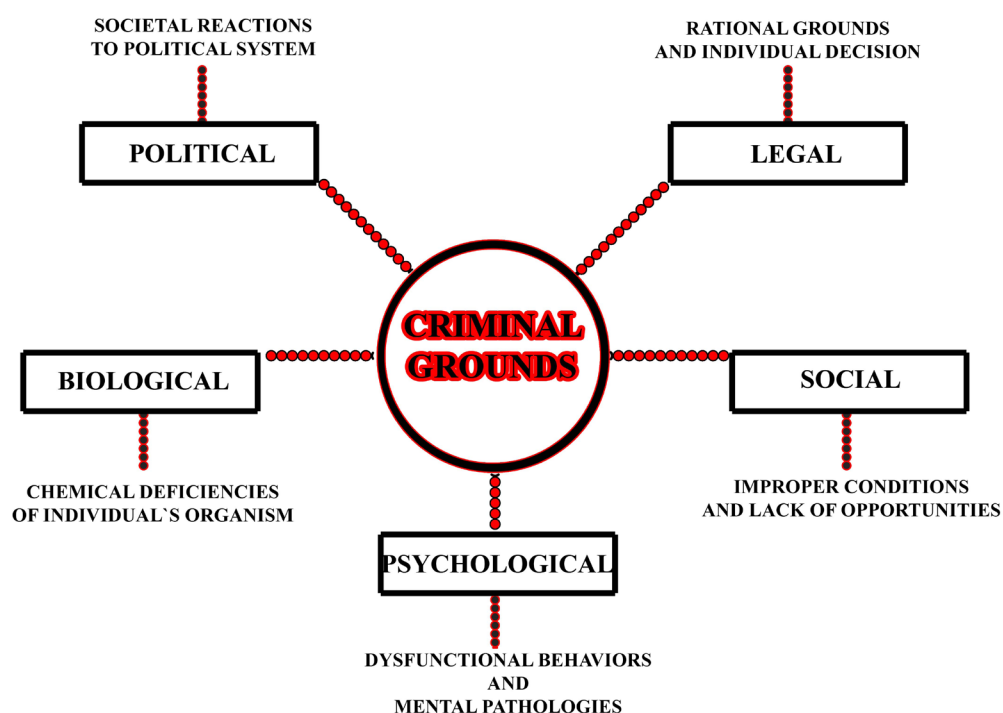 SOCIETAL REACTIONS
TO POLITICAL SYSTEM
RATIONAL GROUNDS
AND INDIVIDUAL DECISION
POLITICAL
LEGAL
CRIMINAL
GROUNDS
BIOLOGICAL
SOCIAL
CHEMICAL DEFICIENCIES
OF INDIVIDUAL`S ORGANISM
IMPROPER CONDITIONS
AND LACK OF OPPORTUNITIES
PSYCHOLOGICAL
DYSFUNCTIONAL BEHAVIORS
AND
MENTAL PATHOLOGIES